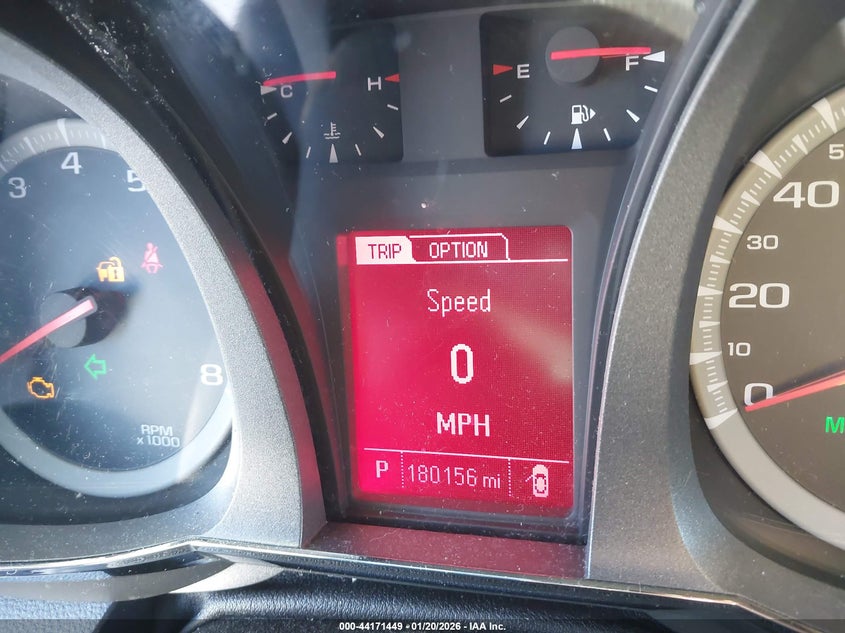 C H
E F
3 4 5
8
RPM
x1000
TRIP OPTION
Speed
0
MPH
P 180156 mi
5
40
30
20
10
0
M
000-44171449 | 01/20/2026 - IAA Inc.